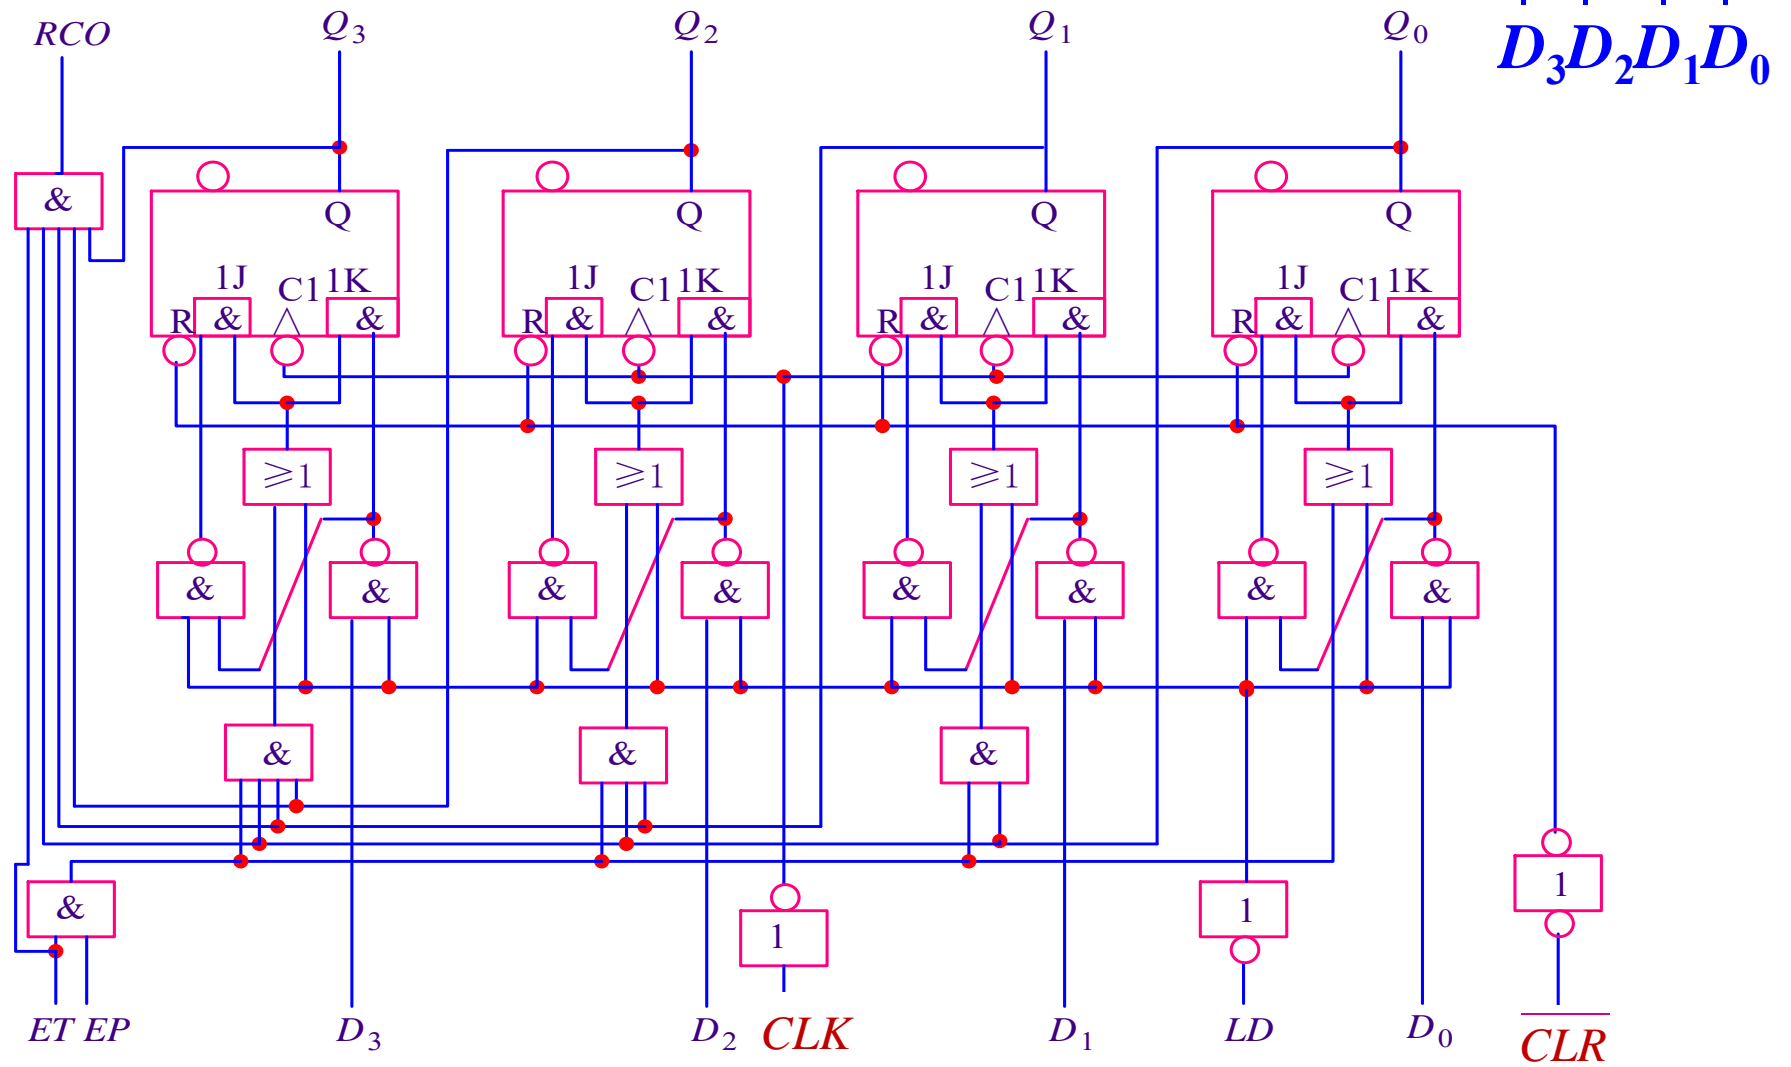 RCO Q3 Q2 Q1 Q0 D3D2D1D0
&
Q Q Q Q
1J C1 1K 1J C1 1K 1J C1 1K 1J C1 1K
R & & R & & R & & R & &
≥1 ≥1 ≥1 ≥1
& & & & & & & &
& & &
& 1 1 1
ET EP D3 D2 CLK D1 LD D0 C̅L̅R̅